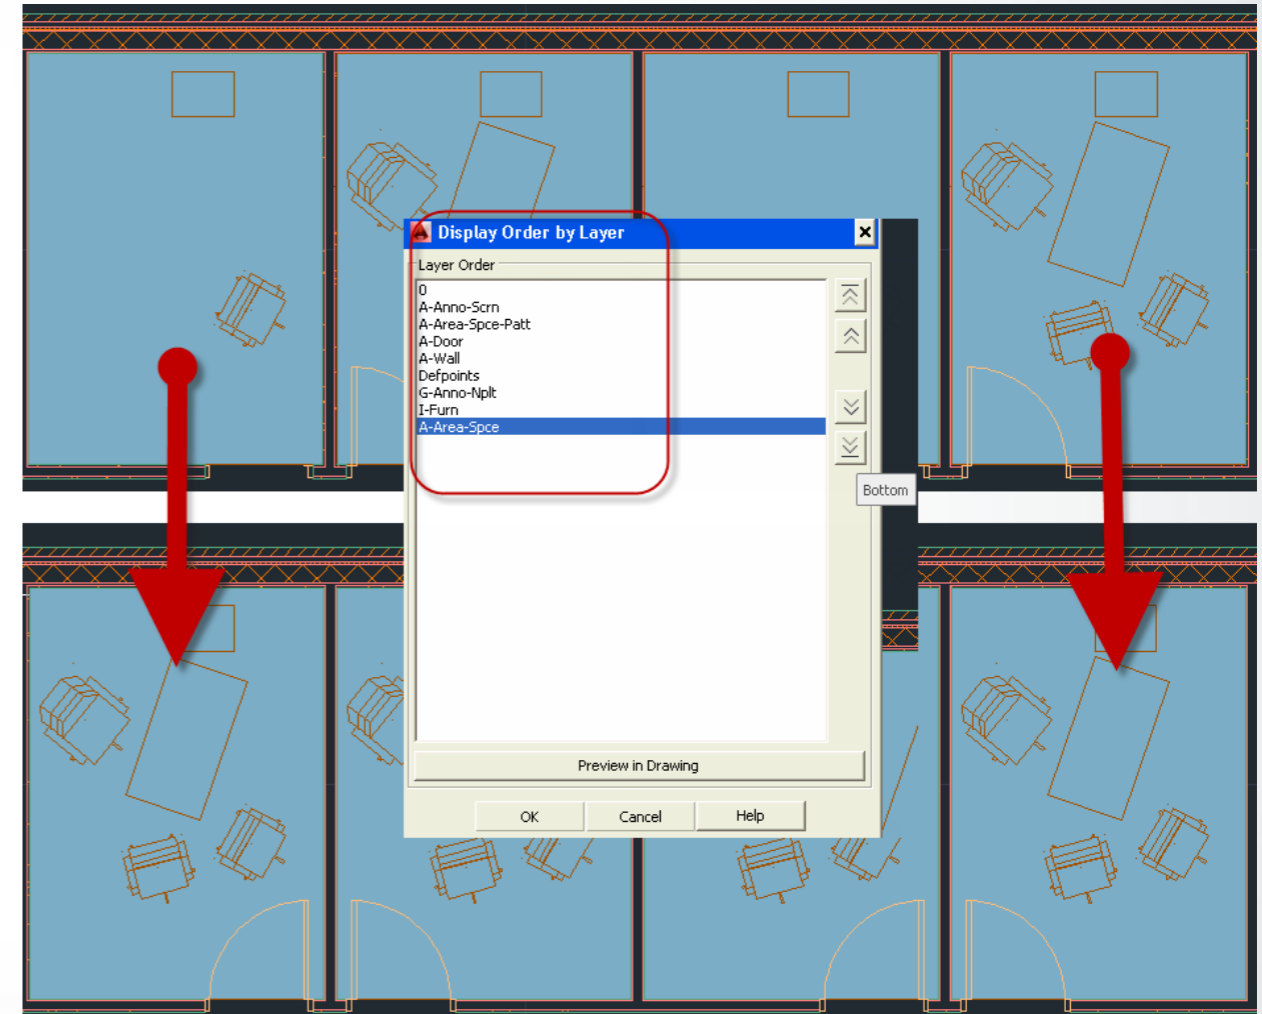 Display Order by Layer
Layer Order
0
A-Anno-Scrn
A-Area-Spce-Patt
A-Door
A-Wall
Defpoints
G-Anno-Nplt
I-Furn
A-Area-Spce
Bottom
Preview in Drawing
OK Cancel Help